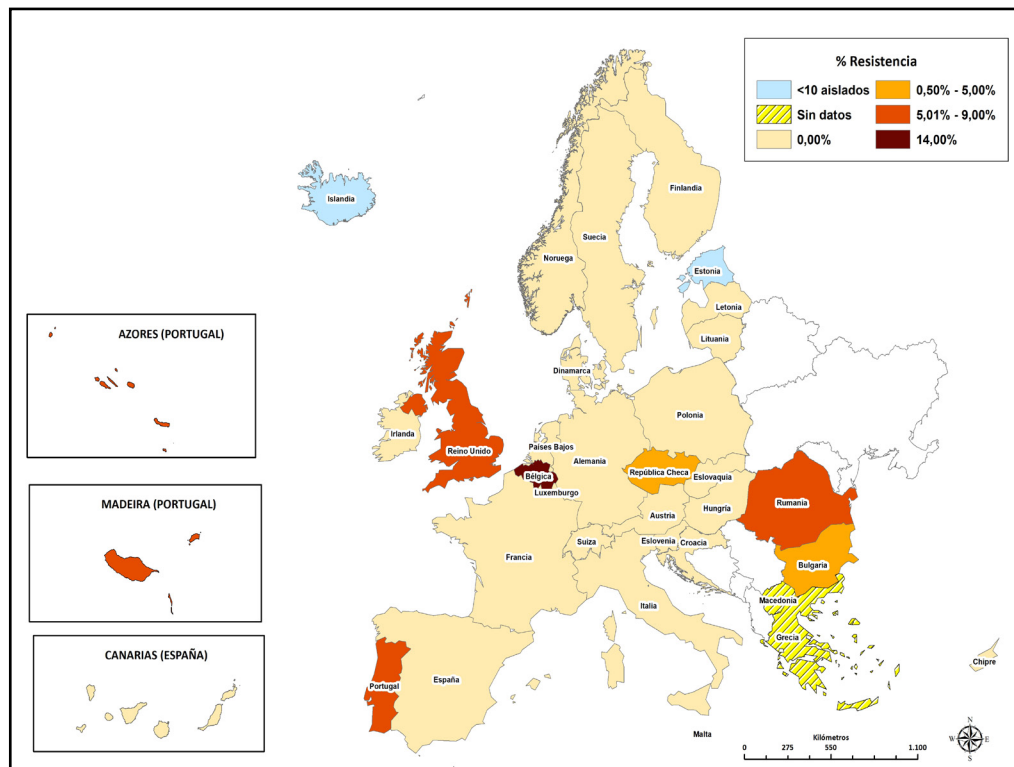 % Resistencia
<10 aislados
0,50% - 5,00%
Sin datos
5,01% - 9,00%
0,00%
14,00%
Finlandia
Islandia
Suecia
Noruega
Estonia
Letonia
AZORES (PORTUGAL)
Lituania
Dinamarca
Polonia
Irlanda
Países Bajos
Reino Unido
Alemania
República Checa
Bélgica
Eslovaquia
Luxemburgo
MADEIRA (PORTUGAL)
Rumanía
Hungría
Austria
Suiza
Eslovenia
Croacia
Francia
Bulgaria
Macedonia
Italia
Grecia
CANARIAS (ESPAÑA)
Chipre
Portugal
España
Malta
Kilómetros
0
275
550
1.100
N
W
E
S